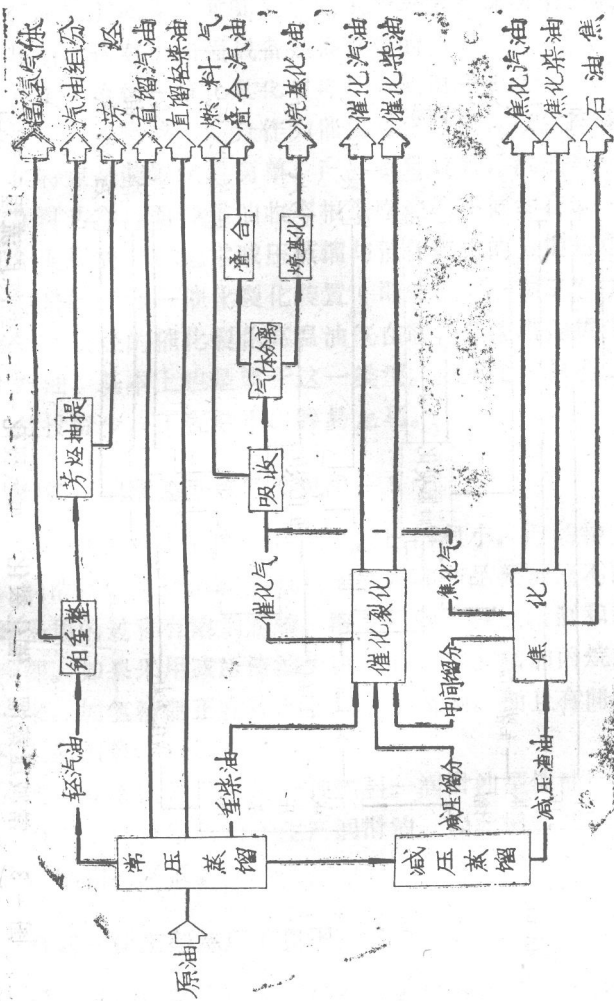 富氢气体
汽油组分
芳烃
直馏汽油
直馏轻柴油
燃料气
叠合汽油
烷基化油
催化汽油
催化柴油
焦化汽油
焦化柴油
石油焦
叠合
烷基化
气体分离
芳烃抽提
吸收
铂重整
催化气
催化裂化
焦化气
焦化
中间馏分
轻汽油
重柴油
减压馏分
减压渣油
常压蒸馏
减压蒸馏
原油